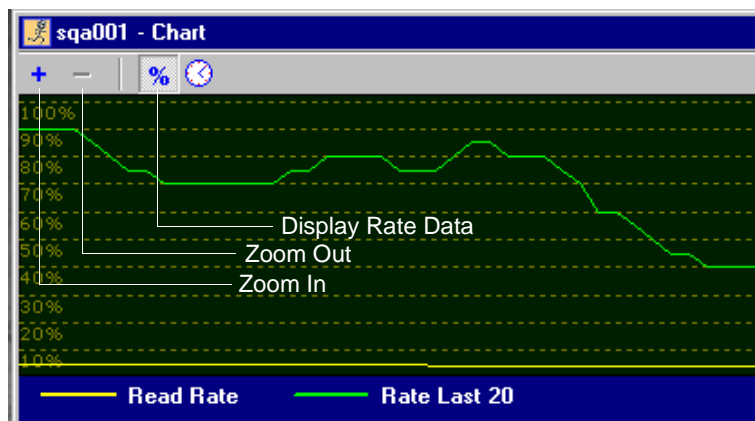 sqa001 - Chart
+ − %
100%
90%
80%
70%
60%
Display Rate Data
50%
Zoom Out
40%
Zoom In
30%
20%
10%
Read Rate
Rate Last 20